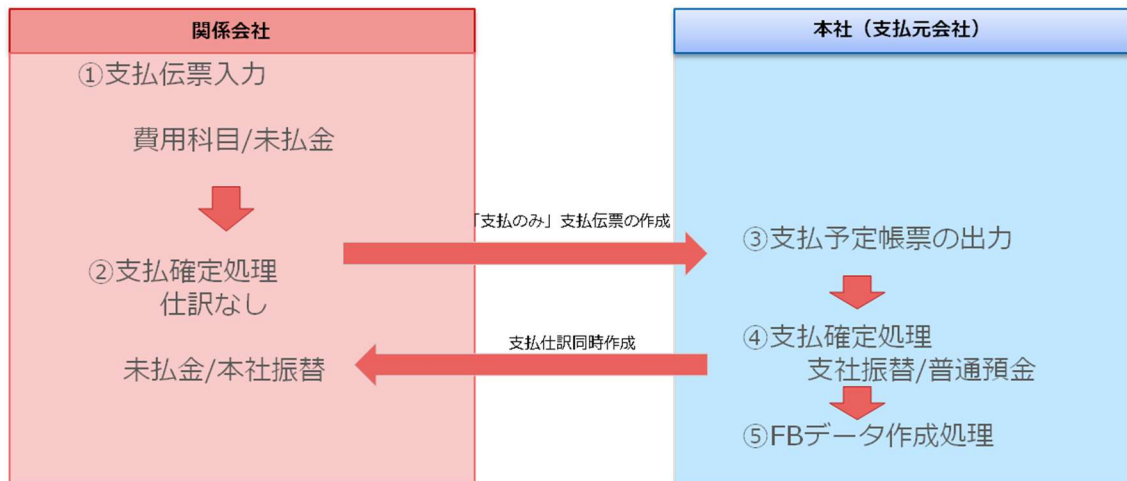 関係会社
①支払伝票入力
費用科目/未払金
②支払確定処理
仕訳なし
未払金/本社振替
「支払のみ」支払伝票の作成
支払仕訳同時作成
本社（支払元会社）
③支払予定帳票の出力
④支払確定処理
支社振替/普通預金
⑤FBデータ作成処理